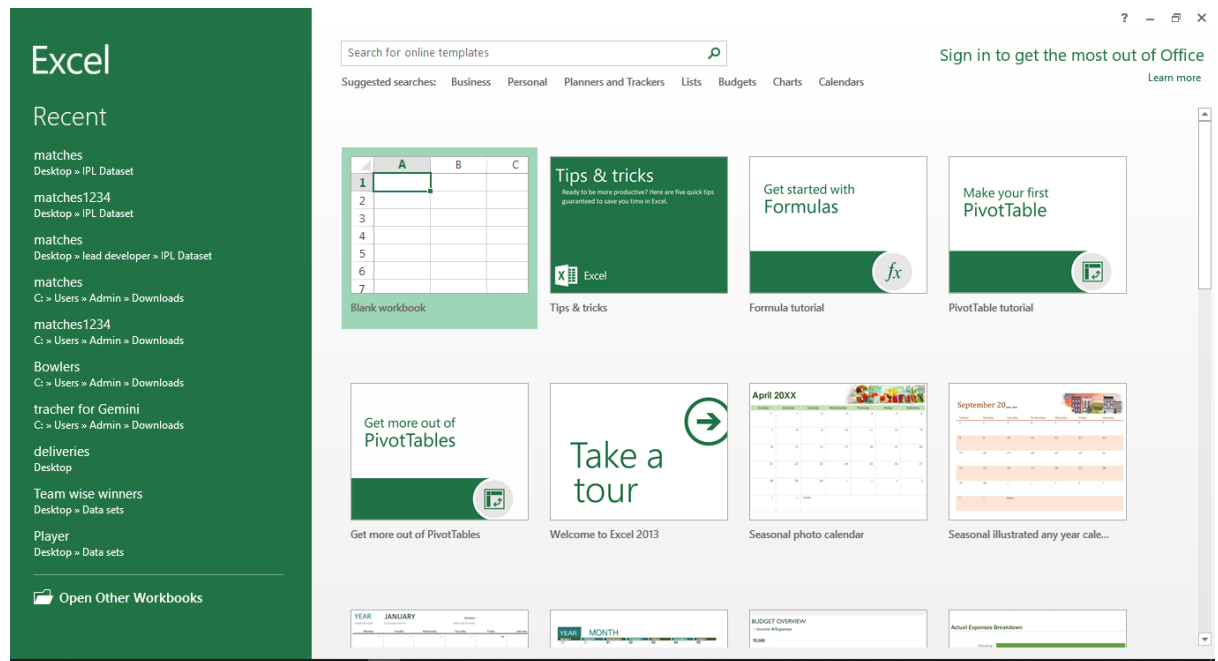 ?
Excel
Recent
matches
Desktop » IPL Dataset
matches1234
Desktop » IPL Dataset
matches
Desktop » lead developer » IPL Dataset
matches
C: » Users » Admin » Downloads
matches1234
C: » Users » Admin » Downloads
Bowlers
C: » Users » Admin » Downloads
tracher for Gemini
C: » Users » Admin » Downloads
deliveries
Desktop
Team wise winners
Desktop » Data sets
Player
Desktop » Data sets
Open Other Workbooks
Search for online templates
Suggested searches: Business Personal Planners and Trackers Lists Budgets Charts Calendars
Sign in to get the most out of Office
Learn more
A B C
1
2
3
4
5
6
7
Blank workbook
Tips & tricks
Ready to be more productive? Here are five quick tips
guaranteed to save you time in Excel.
Excel
Tips & tricks
Get started with
Formulas
fx
Formula tutorial
Make your first
PivotTable
PivotTable tutorial
Get more out of
PivotTables
Get more out of PivotTables
Take a
tour
Welcome to Excel 2013
April 20XX
Seasonal photo calendar
September 20
Seasonal illustrated any year cale...
YEAR JANUARY
YEAR MONTH
BUDGET OVERVIEW
Income Expenses
Actual Expenses Breakdown